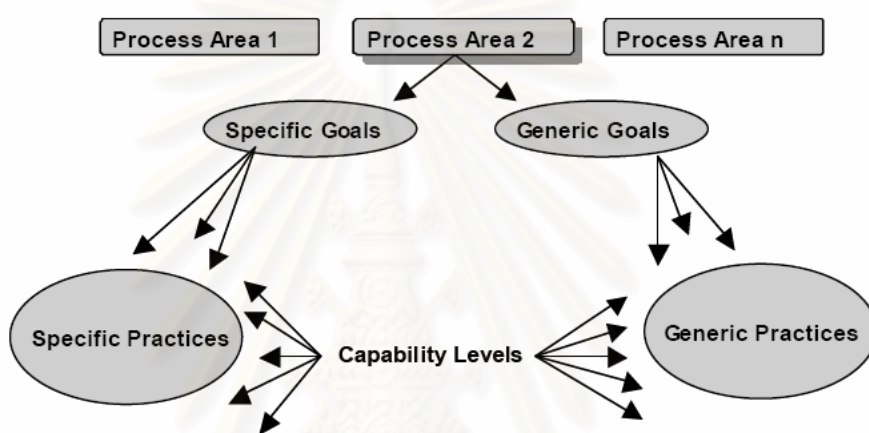 Process Area 1
Process Area 2
Process Area n
Specific Goals
Generic Goals
Specific Practices
Capability Levels
Generic Practices